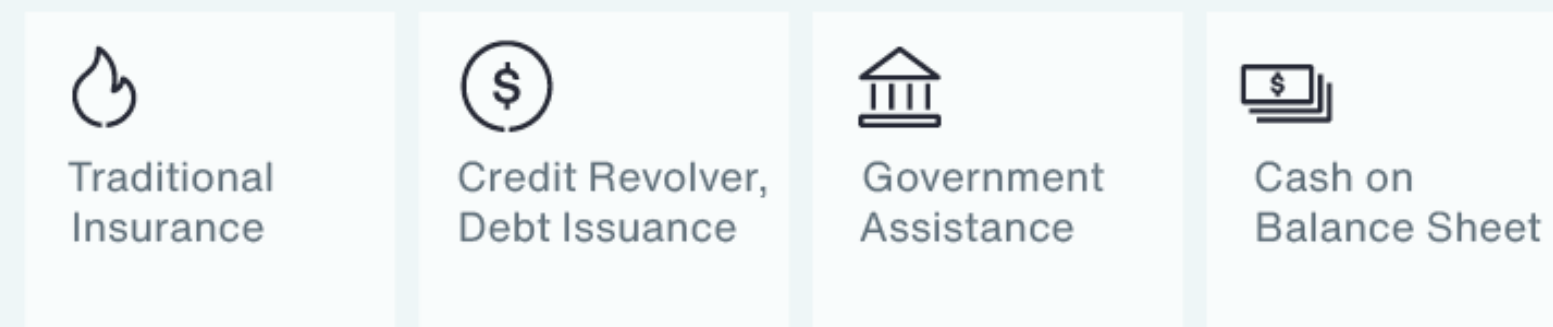 $
$
Traditional
Insurance
Credit Revolver,
Debt Issuance
Government
Assistance
Cash on
Balance Sheet